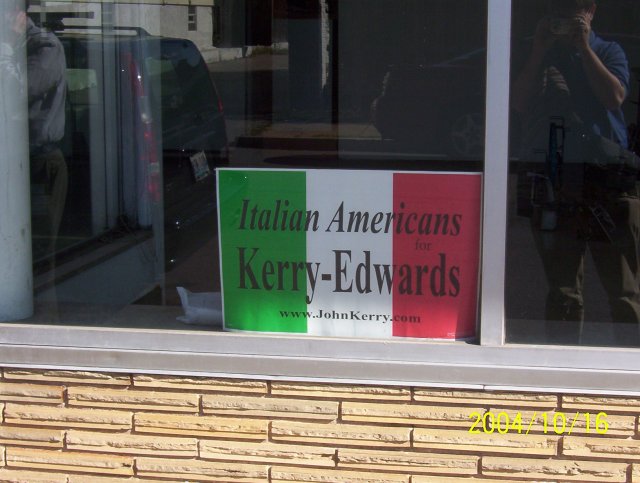 Italian Americans
for
Kerry-Edwards
www.JohnKerry.com
2004/10/16